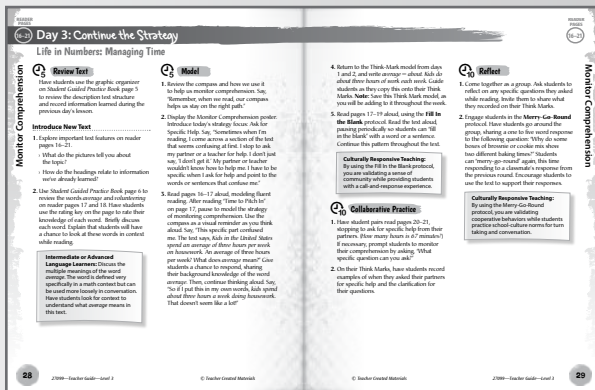 READER PAGES
16–21
Day 3: Continue the Strategy
Life in Numbers: Managing Time
Monitor Comprehension
5
Review Text
Have students use the graphic organizer
on Student Guided Practice Book page 5
to review the description text structure
and record information learned during the
previous day's lesson.
Introduce New Text
1. Explore important text features on reader
pages 16–21.
› What do the pictures tell you about
the topic?
› How do the headings relate to information
we've already learned?
2. Use Student Guided Practice Book page 6 to
review the words average and volunteering
on reader pages 17 and 18. Have students
use the rating key on the page to rate their
knowledge of each word. Briefly discuss
each word. Explain that students will have
a chance to look at these words in context
while reading.
Intermediate or Advanced
Language Learners: Discuss the
multiple meanings of the word
average. The word is defined very
specifically in a math context but can
be used more loosely in conversation.
Have students look for context to
understand what average means in
this text.
5
Model
1. Review the compass and how we use it
to help us monitor comprehension. Say,
"Remember, when we read, our compass
helps us stay on the right path."
2. Display the Monitor Comprehension poster.
Introduce today's strategy focus: Ask for
Specific Help. Say, "Sometimes when I'm
reading, I come across a section of the text
that seems confusing at first. I stop to ask
my partner or a teacher for help. I don't just
say, 'I don't get it.' My partner or teacher
wouldn't know how to help me. I have to be
specific when I ask for help and point to the
words or sentences that confuse me."
3. Read pages 16–17 aloud, modeling fluent
reading. After reading "Time to Pitch In"
on page 17, pause to model the strategy
of monitoring comprehension. Use the
compass as a visual reminder as you think
aloud. Say, "This specific part confused
me. The text says, Kids in the United States
spend an average of three hours per week
on housework. An average of three hours
per week? What does average mean?" Give
students a chance to respond, sharing
their background knowledge of the word
average. Then, continue thinking aloud. Say,
"So if I put this in my own words, kids spend
about three hours a week doing housework.
That doesn't seem like a lot!"
28
27099—Teacher Guide—Level 3
© Teacher Created Materials
4. Return to the Think-Mark model from days
1 and 2, and write average = about. Kids do
about three hours of work each week. Guide
students as they copy this onto their Think
Marks. Note: Save this Think Mark model, as
you will be adding to it throughout the week.
5. Read pages 17–19 aloud, using the Fill In
the Blank protocol. Read the text aloud,
pausing periodically so students can "fill
in the blank" with a word or a sentence.
Continue this pattern throughout the text.
Culturally Responsive Teaching:
By using the Fill in the Blank protocol,
you are validating a sense of
community while providing students
with a call-and-response experience.
10
Collaborative Practice
1. Have student pairs read pages 20–21,
stopping to ask for specific help from their
partners. (How many hours is 67 minutes?)
If necessary, prompt students to monitor
their comprehension by asking, "What
specific question can you ask?"
2. On their Think Marks, have students record
examples of when they asked their partners
for specific help and the clarification for
their questions.
10
Reflect
1. Come together as a group. Ask students to
reflect on any specific questions they asked
while reading. Invite them to share what
they recorded on their Think Marks.
2. Engage students in the Merry-Go-Round
protocol. Have students go around the
group, sharing a one to five word response
to the following question: "Why do some
boxes of brownie or cookie mix show
two different baking times?" Students
can "merry-go-round" again, this time
responding to a classmate's response from
the previous round. Encourage students to
use the text to support their responses.
Culturally Responsive Teaching:
By using the Merry-Go-Round
protocol, you are validating
cooperative behaviors while students
practice school-culture norms for turn
taking and conversation.
READER PAGES
16–21
Monitor Comprehension
© Teacher Created Materials
27099—Teacher Guide—Level 3
29